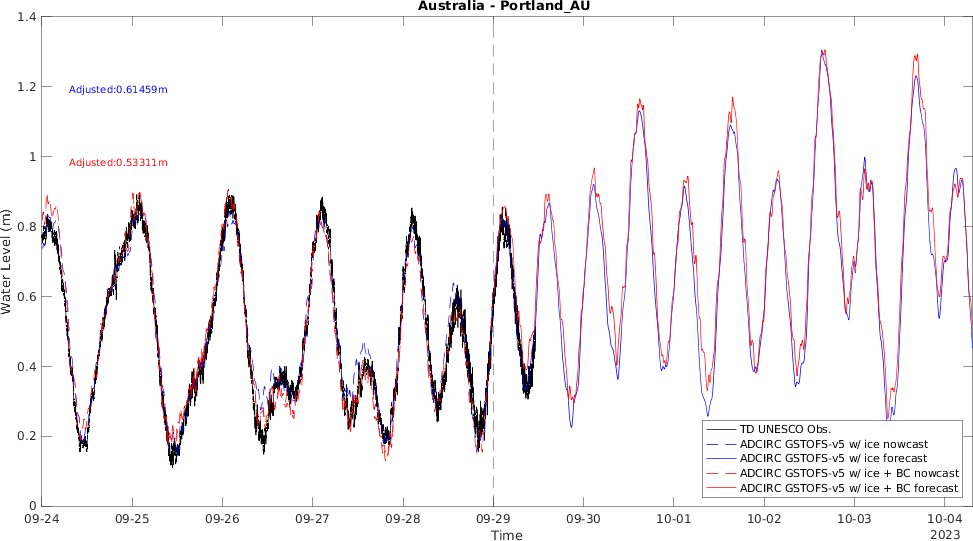 Australia - Portland_AU
1.4
1.2
1
0.8
0.6
0.4
0.2
0
Water Level (m)
Adjusted:0.61459m
Adjusted:0.53311m
TD UNESCO Obs.
ADCIRC GSTOFS-v5 w/ ice nowcast
ADCIRC GSTOFS-v5 w/ ice forecast
ADCIRC GSTOFS-v5 w/ ice + BC nowcast
ADCIRC GSTOFS-v5 w/ ice + BC forecast
09-24 09-25 09-26 09-27 09-28 09-29 09-30 10-01 10-02 10-03 10-04
2023
Time